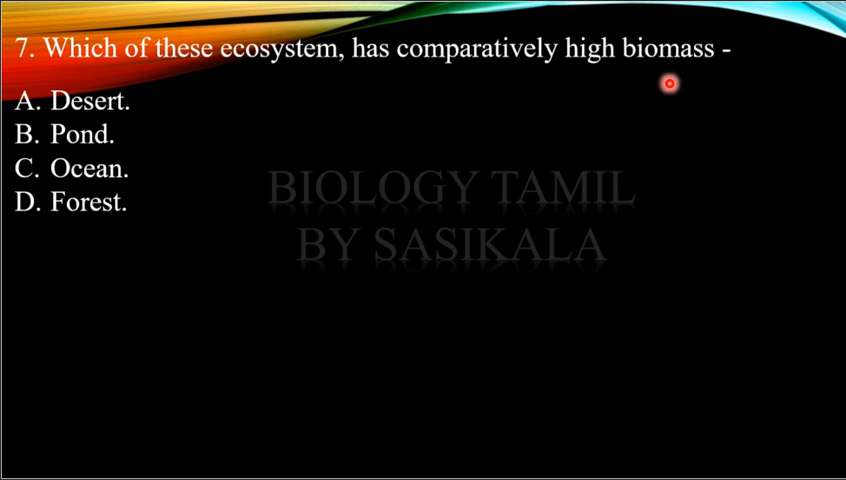 7. Which of these ecosystem, has comparatively high biomass -
A. Desert.
B. Pond.
C. Ocean.
D. Forest.
BIOLOGY TAMIL
BY SASIKALA